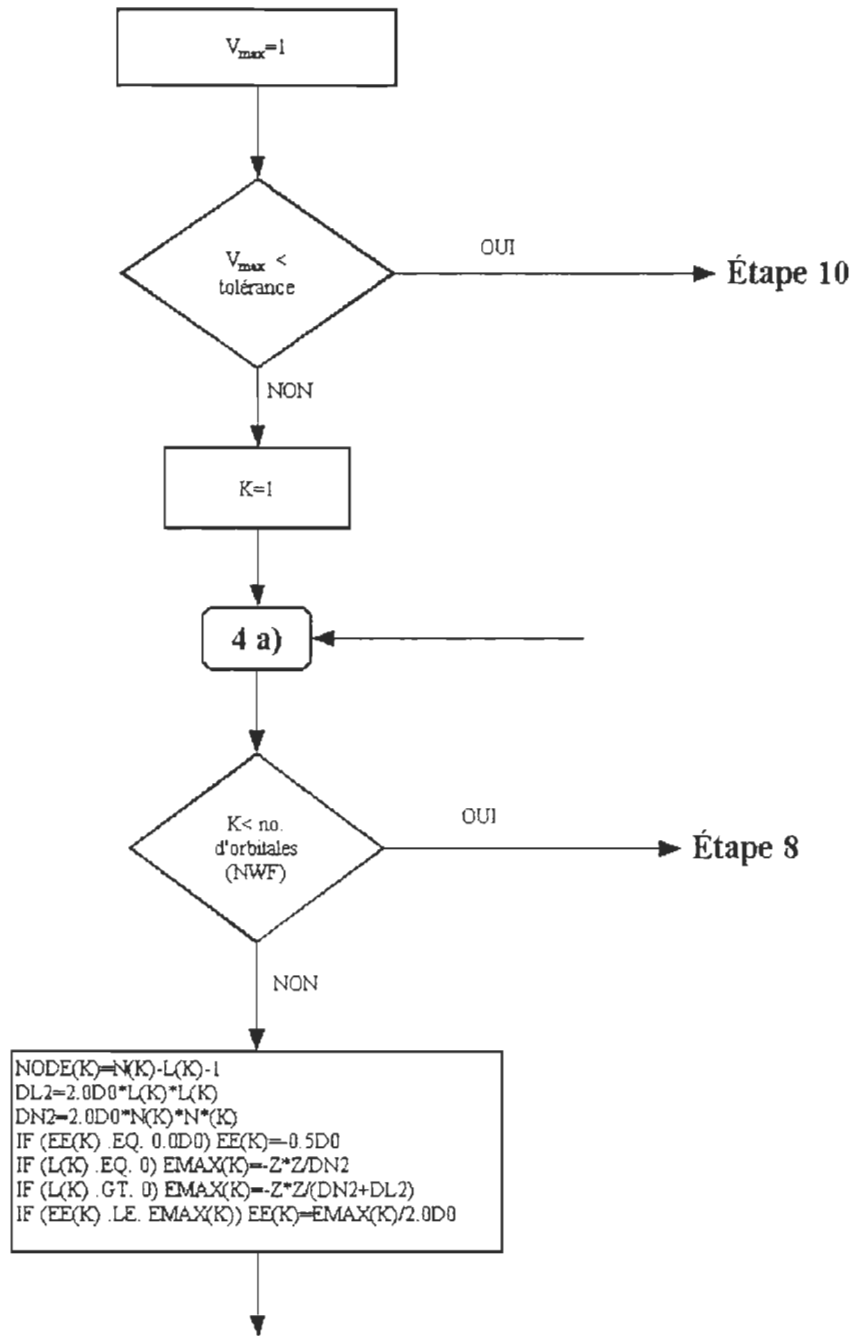 Vmax=1
Vmax <
tolérance
OUI
Étape 10
NON
K=1
4 a)
K< no.
d'orbitales
(NWF)
OUI
Étape 8
NON
NODE(K)=N(K)-L(K)-1
DL2=2.0D0*L(K)*L(K)
DN2=2.0D0*N(K)*N*(K)
IF (EE(K) .EQ. 0.0D0) EE(K)=-0.5D0
IF (L(K) .EQ. 0) EMAX(K)=-Z*Z/DN2
IF (L(K) .GT. 0) EMAX(K)=-Z*Z/(DN2+DL2)
IF (EE(K) .LE. EMAX(K)) EE(K)=EMAX(K)/2.0D0